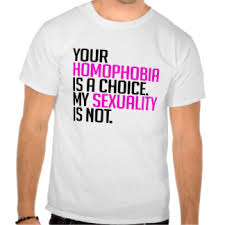 YOUR
HOMOPHOBIA
IS A CHOICE.
MY SEXUALITY
IS NOT.